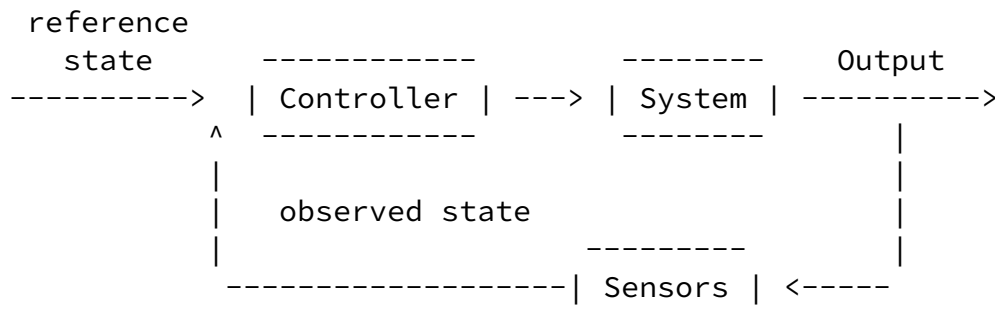 reference
state
Output
Controller
System
observed state
Sensors